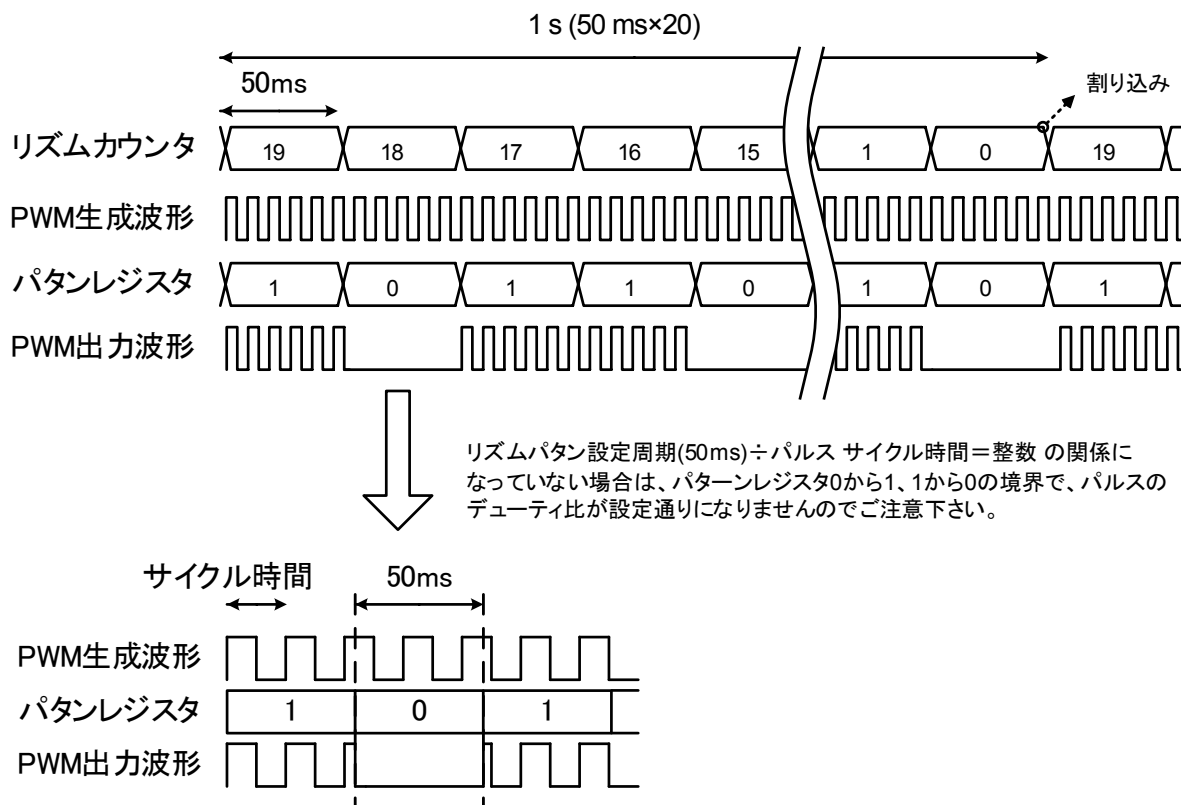 1 s (50 ms×20)
50ms
割り込み
リズムカウンタ 19 18 17 16 15 1 0 19
PWM生成波形
パタンレジスタ 1 0 1 1 0 1 0 1
PWM出力波形
リズムパタン設定周期(50ms)÷パルス サイクル時間＝整数 の関係に
なっていない場合は、パターンレジスタ0から1、1から0の境界で、パルスの
デューティ比が設定通りになりませんのでご注意下さい。
サイクル時間 50ms
PWM生成波形
パタンレジスタ 1 0 1
PWM出力波形